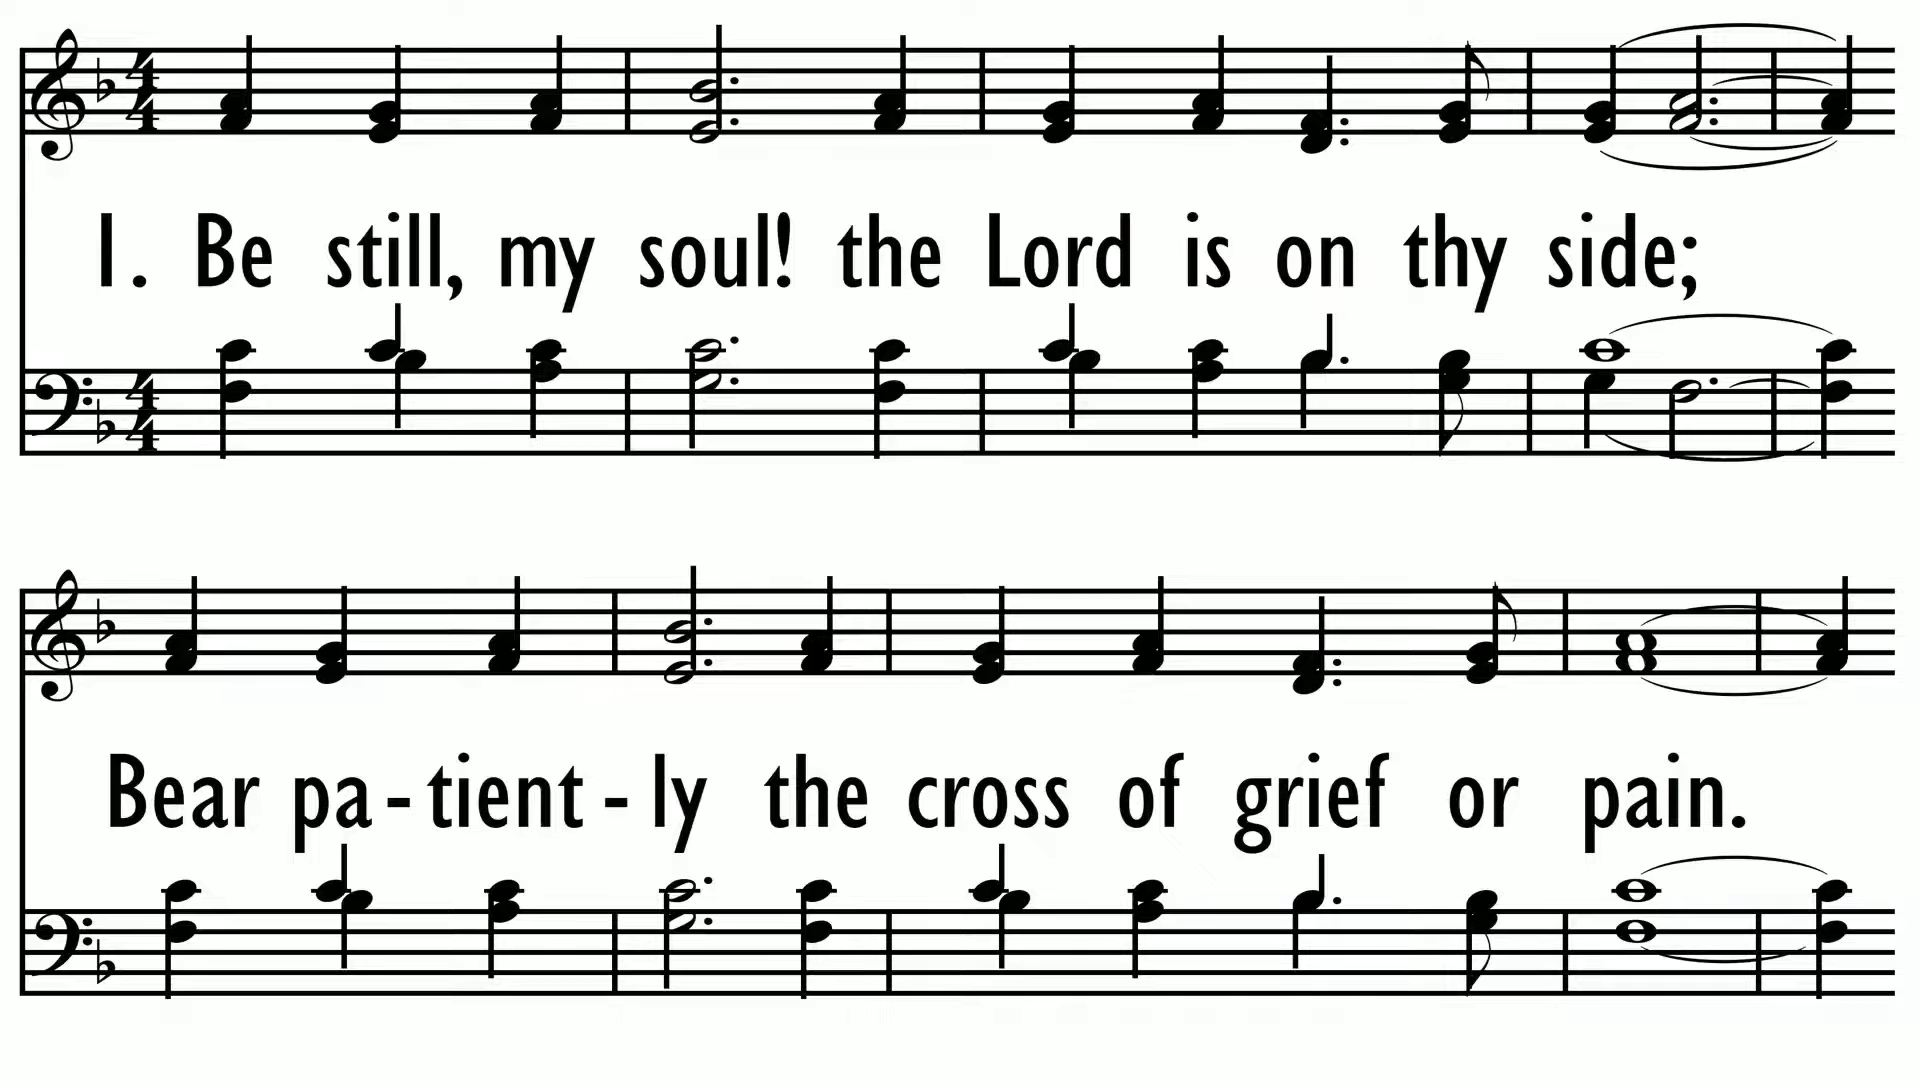 1. Be still, my soul! the Lord is on thy side;
Bear pa-tient-ly the cross of grief or pain.